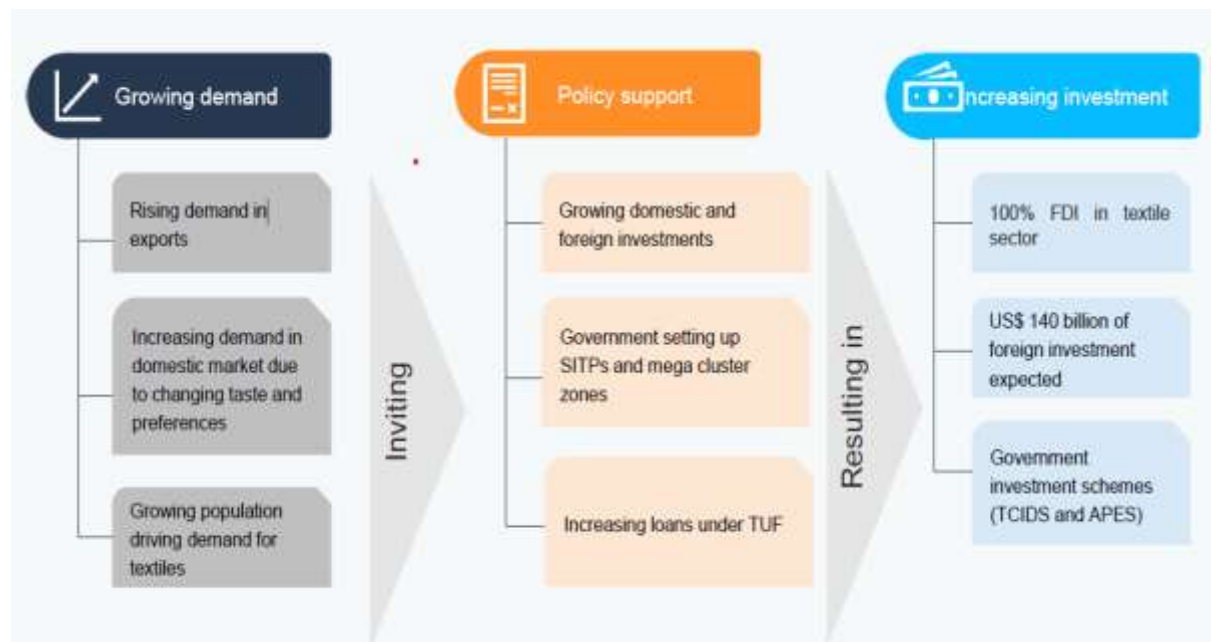 Growing demand
Rising demand in
exports
Increasing demand in
domestic market due
to changing taste and
preferences
Growing population
driving demand for
textiles
Inviting
Policy support
Growing domestic and
foreign investments
Government setting up
SITPs and mega cluster
zones
Increasing loans under TUF
Resulting in
Increasing investment
100% FDI in textile
sector
US$ 140 billion of
foreign investment
expected
Government
investment schemes
(TCIDS and APES)